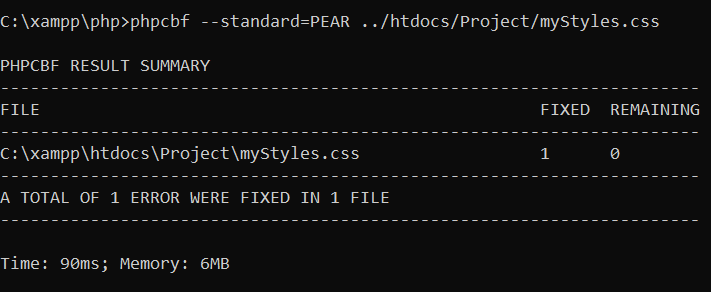 C:\xampp\php>phpcbf --standard=PEAR ../htdocs/Project/myStyles.css
PHPCBF RESULT SUMMARY
----------------------------------------------------------------------
FILE                                                  FIXED  REMAINING
----------------------------------------------------------------------
C:\xampp\htdocs\Project\myStyles.css                  1      0
----------------------------------------------------------------------
A TOTAL OF 1 ERROR WERE FIXED IN 1 FILE
----------------------------------------------------------------------
Time: 90ms; Memory: 6MB